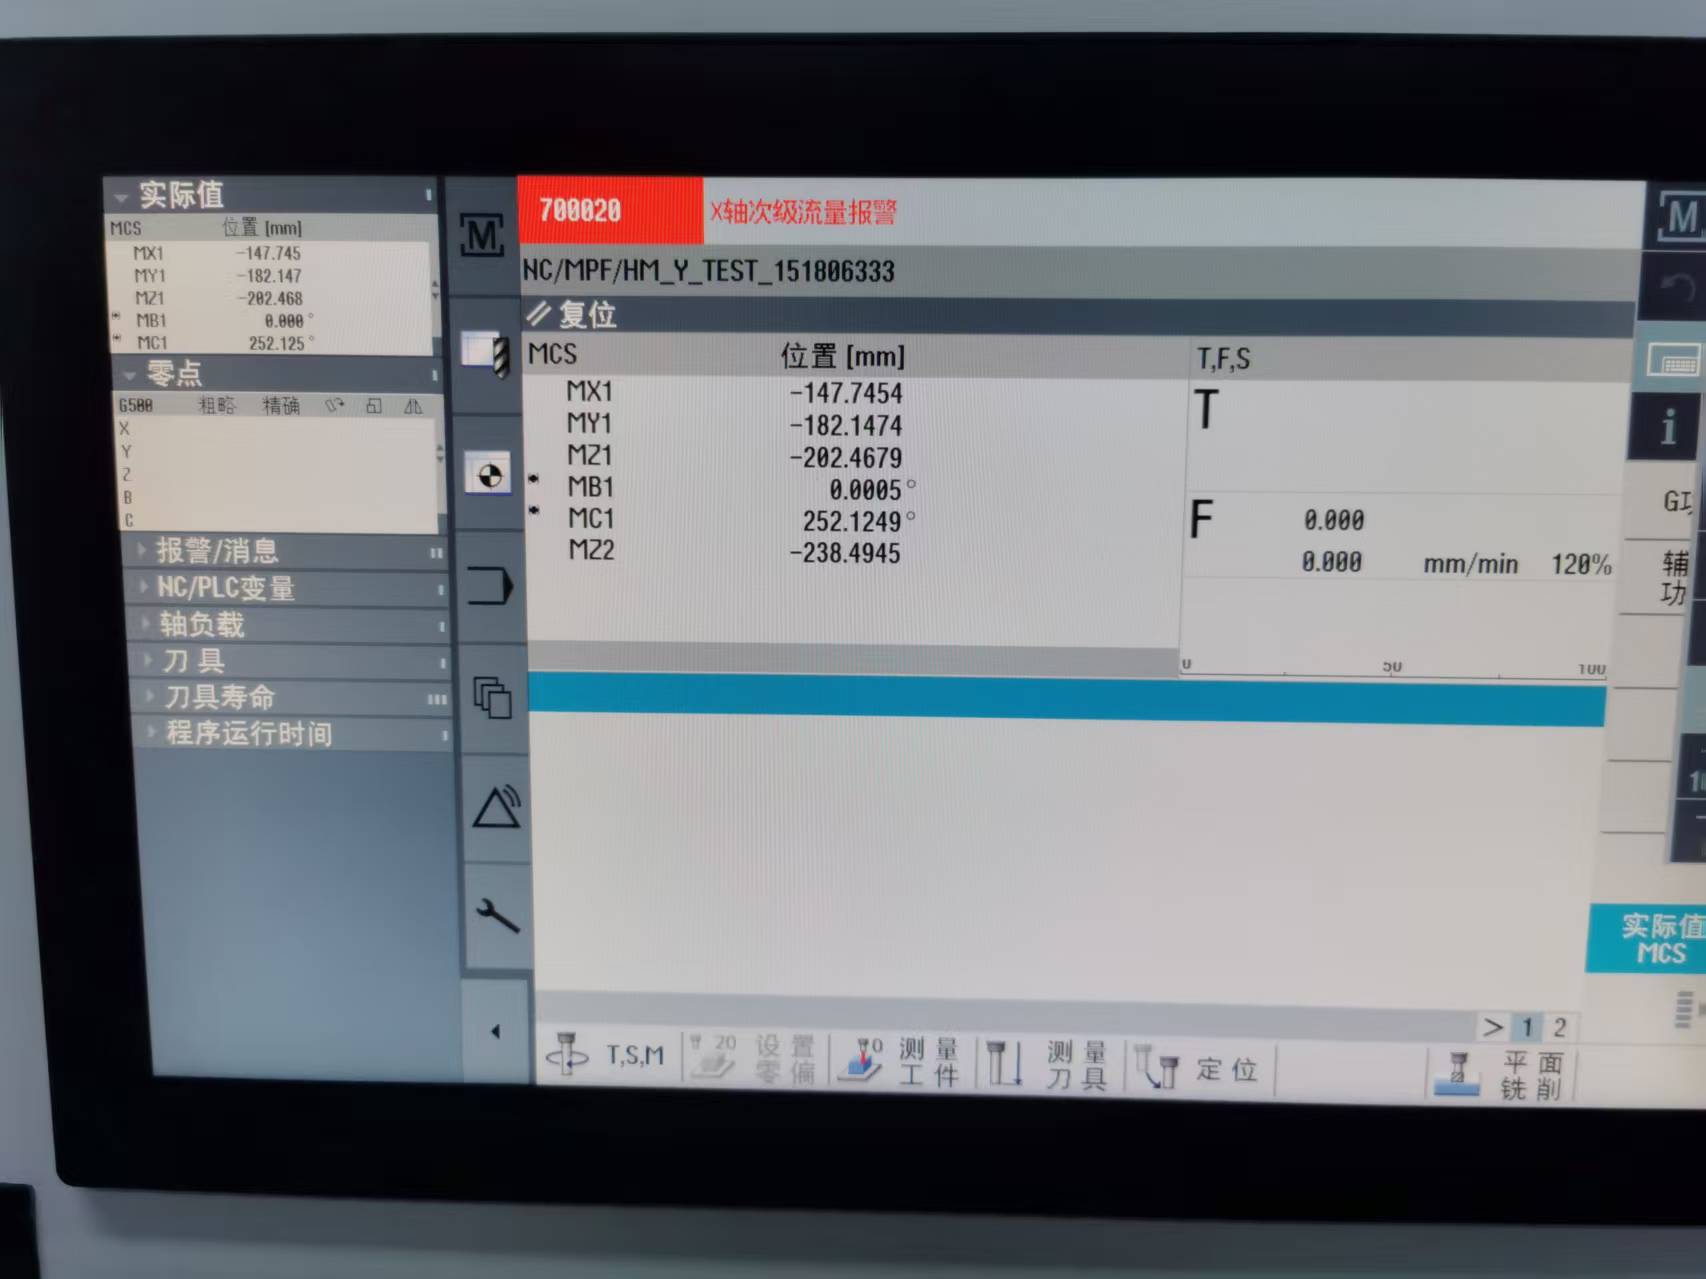 实际值
MCS 位置 [mm]
MX1 -147.745
MY1 -182.147
MZ1 -202.468
MB1 0.000°
MC1 252.125°
零点
G500 粗略 精确
X
Y
Z
B
C
报警/消息
NC/PLC变量
轴负载
刀具
刀具寿命
程序运行时间
M
700020 X轴次级流量报警
NC/MPF/HM_Y_TEST_151806333
复位
MCS 位置 [mm]
MX1 -147.7454
MY1 -182.1474
MZ1 -202.4679
MB1 0.0005°
MC1 252.1249°
MZ2 -238.4945
T,F,S
T
F 0.000
0.000 mm/min 120%
0 50 100
> 1 2
T,S,M
20 设置零偏
0 测量工件
测量刀具
定位
平面铣削
M
i
G功
辅
功
实际值
MCS